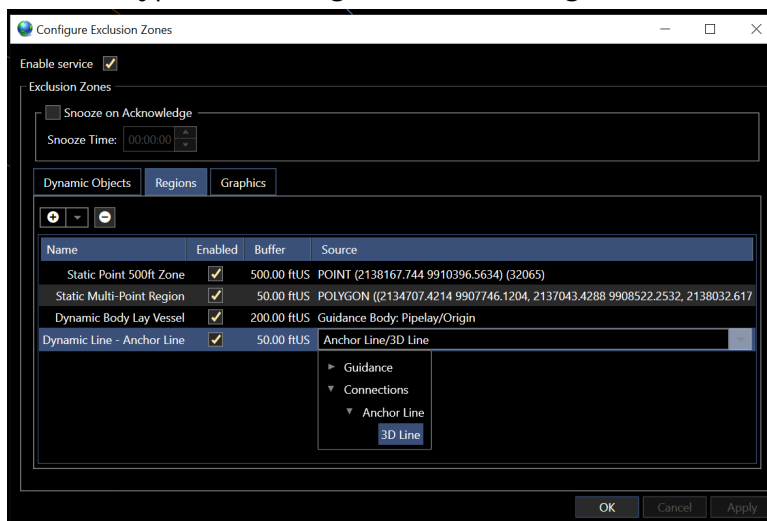 Configure Exclusion Zones
Enable service
Exclusion Zones
Snooze on Acknowledge
Snooze Time: 00:00:00
Dynamic Objects Regions Graphics
Name Enabled Buffer Source
Static Point 500ft Zone 500.00 ftUS POINT (2138167.744 9910396.5634) (32065)
Static Multi-Point Region 50.00 ftUS POLYGON ((2134707.4214 9907746.1204, 2137043.4288 9908522.2532, 2138032.617
Dynamic Body Lay Vessel 200.00 ftUS Guidance Body: Pipelay/Origin
Dynamic Line - Anchor Line 50.00 ftUS Anchor Line/3D Line
Guidance
Connections
Anchor Line
3D Line
OK Cancel Apply